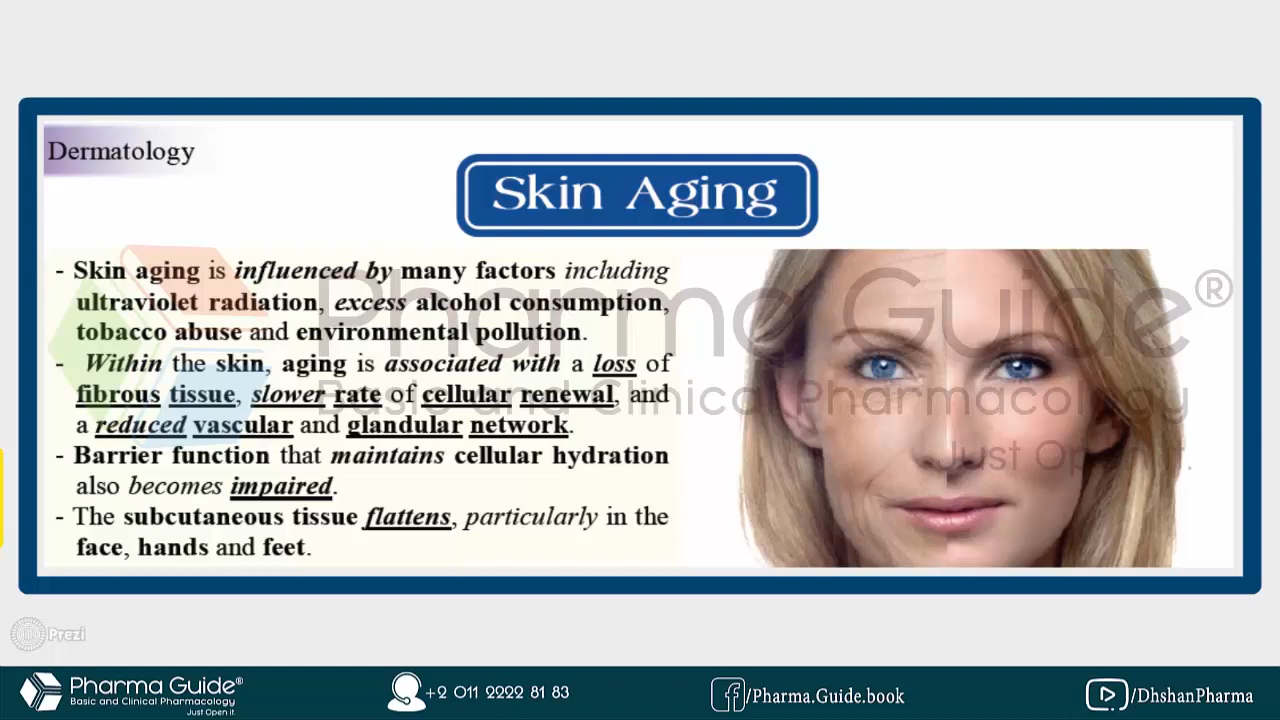 Dermatology
Skin Aging
- Skin aging is influenced by many factors including
ultraviolet radiation, excess alcohol consumption,
tobacco abuse and environmental pollution.
- Within the skin, aging is associated with a loss of
fibrous tissue, slower rate of cellular renewal, and
a reduced vascular and glandular network.
- Barrier function that maintains cellular hydration
also becomes impaired.
- The subcutaneous tissue flattens, particularly in the
face, hands and feet.
Pharma Guide®
Basic and Clinical Pharmacology
Just Open it.
Prezi
Pharma Guide®
Basic and Clinical Pharmacology
Just Open it.
+2 011 2222 81 83
/Pharma.Guide.book
/DhshanPharma